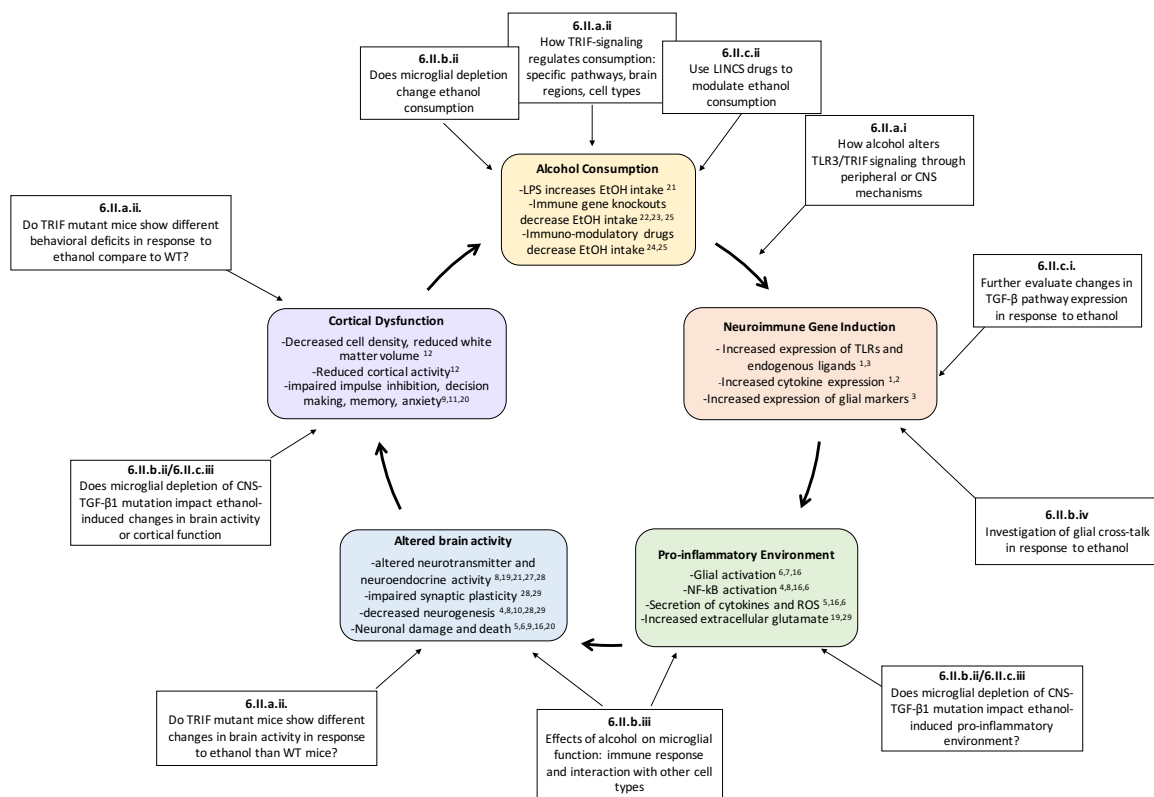 6.II.a.ii
How TRIF-signaling
regulates consumption:
specific pathways, brain
regions, cell types
6.II.b.ii
Does microglial depletion
change ethanol
consumption
6.II.c.ii
Use LINCS drugs to
modulate ethanol
consumption
6.II.a.i
How alcohol alters
TLR3/TRIF signaling through
peripheral or CNS
mechanisms
Alcohol Consumption
-LPS increases EtOH intake 21
-Immune gene knockouts
decrease EtOH intake 22,23, 25
-Immuno-modulatory drugs
decrease EtOH intake 24,25
6.II.a.ii.
Do TRIF mutant mice show different
behavioral deficits in response to
ethanol compare to WT?
6.II.c.i.
Further evaluate changes in
TGF-β pathway expression
in response to ethanol
Cortical Dysfunction
-Decreased cell density, reduced white
matter volume 12
-Reduced cortical activity12
-impaired impulse inhibition, decision
making, memory, anxiety9,11,20
Neuroimmune Gene Induction
- Increased expression of TLRs and
endogenous ligands 1,3
-Increased cytokine expression 1,2
-Increased expression of glial markers 3
6.II.b.ii/6.II.c.iii
Does microglial depletion of CNS-
TGF-β1 mutation impact ethanol-
induced changes in brain activity
or cortical function
6.II.b.iv
Investigation of glial cross-talk
in response to ethanol
Altered brain activity
-altered neurotransmitter and
neuroendocrine activity 8,19,21,27,28
-impaired synaptic plasticity 28,29
-decreased neurogenesis 4,8,10,28,29
-Neuronal damage and death 5,6,9,16,20
Pro-inflammatory Environment
-Glial activation 6,7,16
-NF-kB activation 4,8,16,6
-Secretion of cytokines and ROS 5,16,6
-Increased extracellular glutamate 19,29
6.II.a.ii.
Do TRIF mutant mice show different
changes in brain activity in response
to ethanol than WT mice?
6.II.b.iii
Effects of alcohol on microglial
function: immune response
and interaction with other cell
types
6.II.b.ii/6.II.c.iii
Does microglial depletion of CNS-
TGF-β1 mutation impact ethanol-
induced pro-inflammatory
environment?